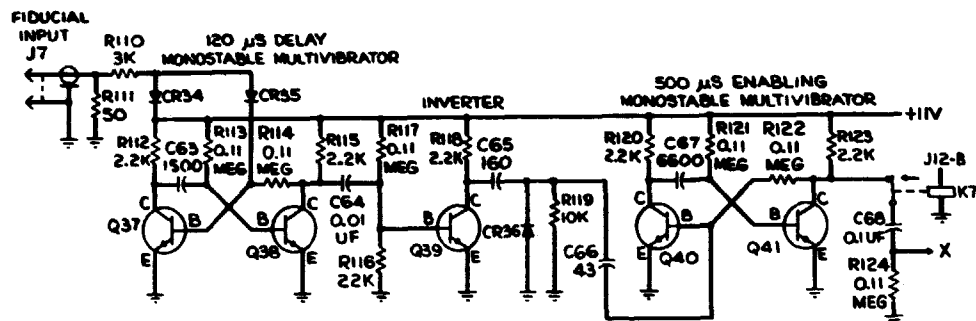 FIDUCIAL
INPUT
J7
R110
3K
120 µS DELAY
MONOSTABLE MULTIVIBRATOR
R111
50
CR34
CR35
INVERTER
500 µS ENABLING
MONOSTABLE MULTIVIBRATOR
+11V
R112
2.2K
C63
1500
R113
0.11
MEG
R114
0.11
MEG
R115
2.2K
R117
0.11
MEG
R118
2.2K
C65
160
R120
2.2K
C67
6600
R121
0.11
MEG
R122
0.11
MEG
R123
2.2K
J12-B
K7
C
B
E
Q37
C
B
E
Q38
C64
0.01
UF
R116
22K
C
B
E
Q39
CR36
R119
10K
C66
43
C
B
E
Q40
C
B
E
Q41
C68
0.1UF
X
R124
0.11
MEG